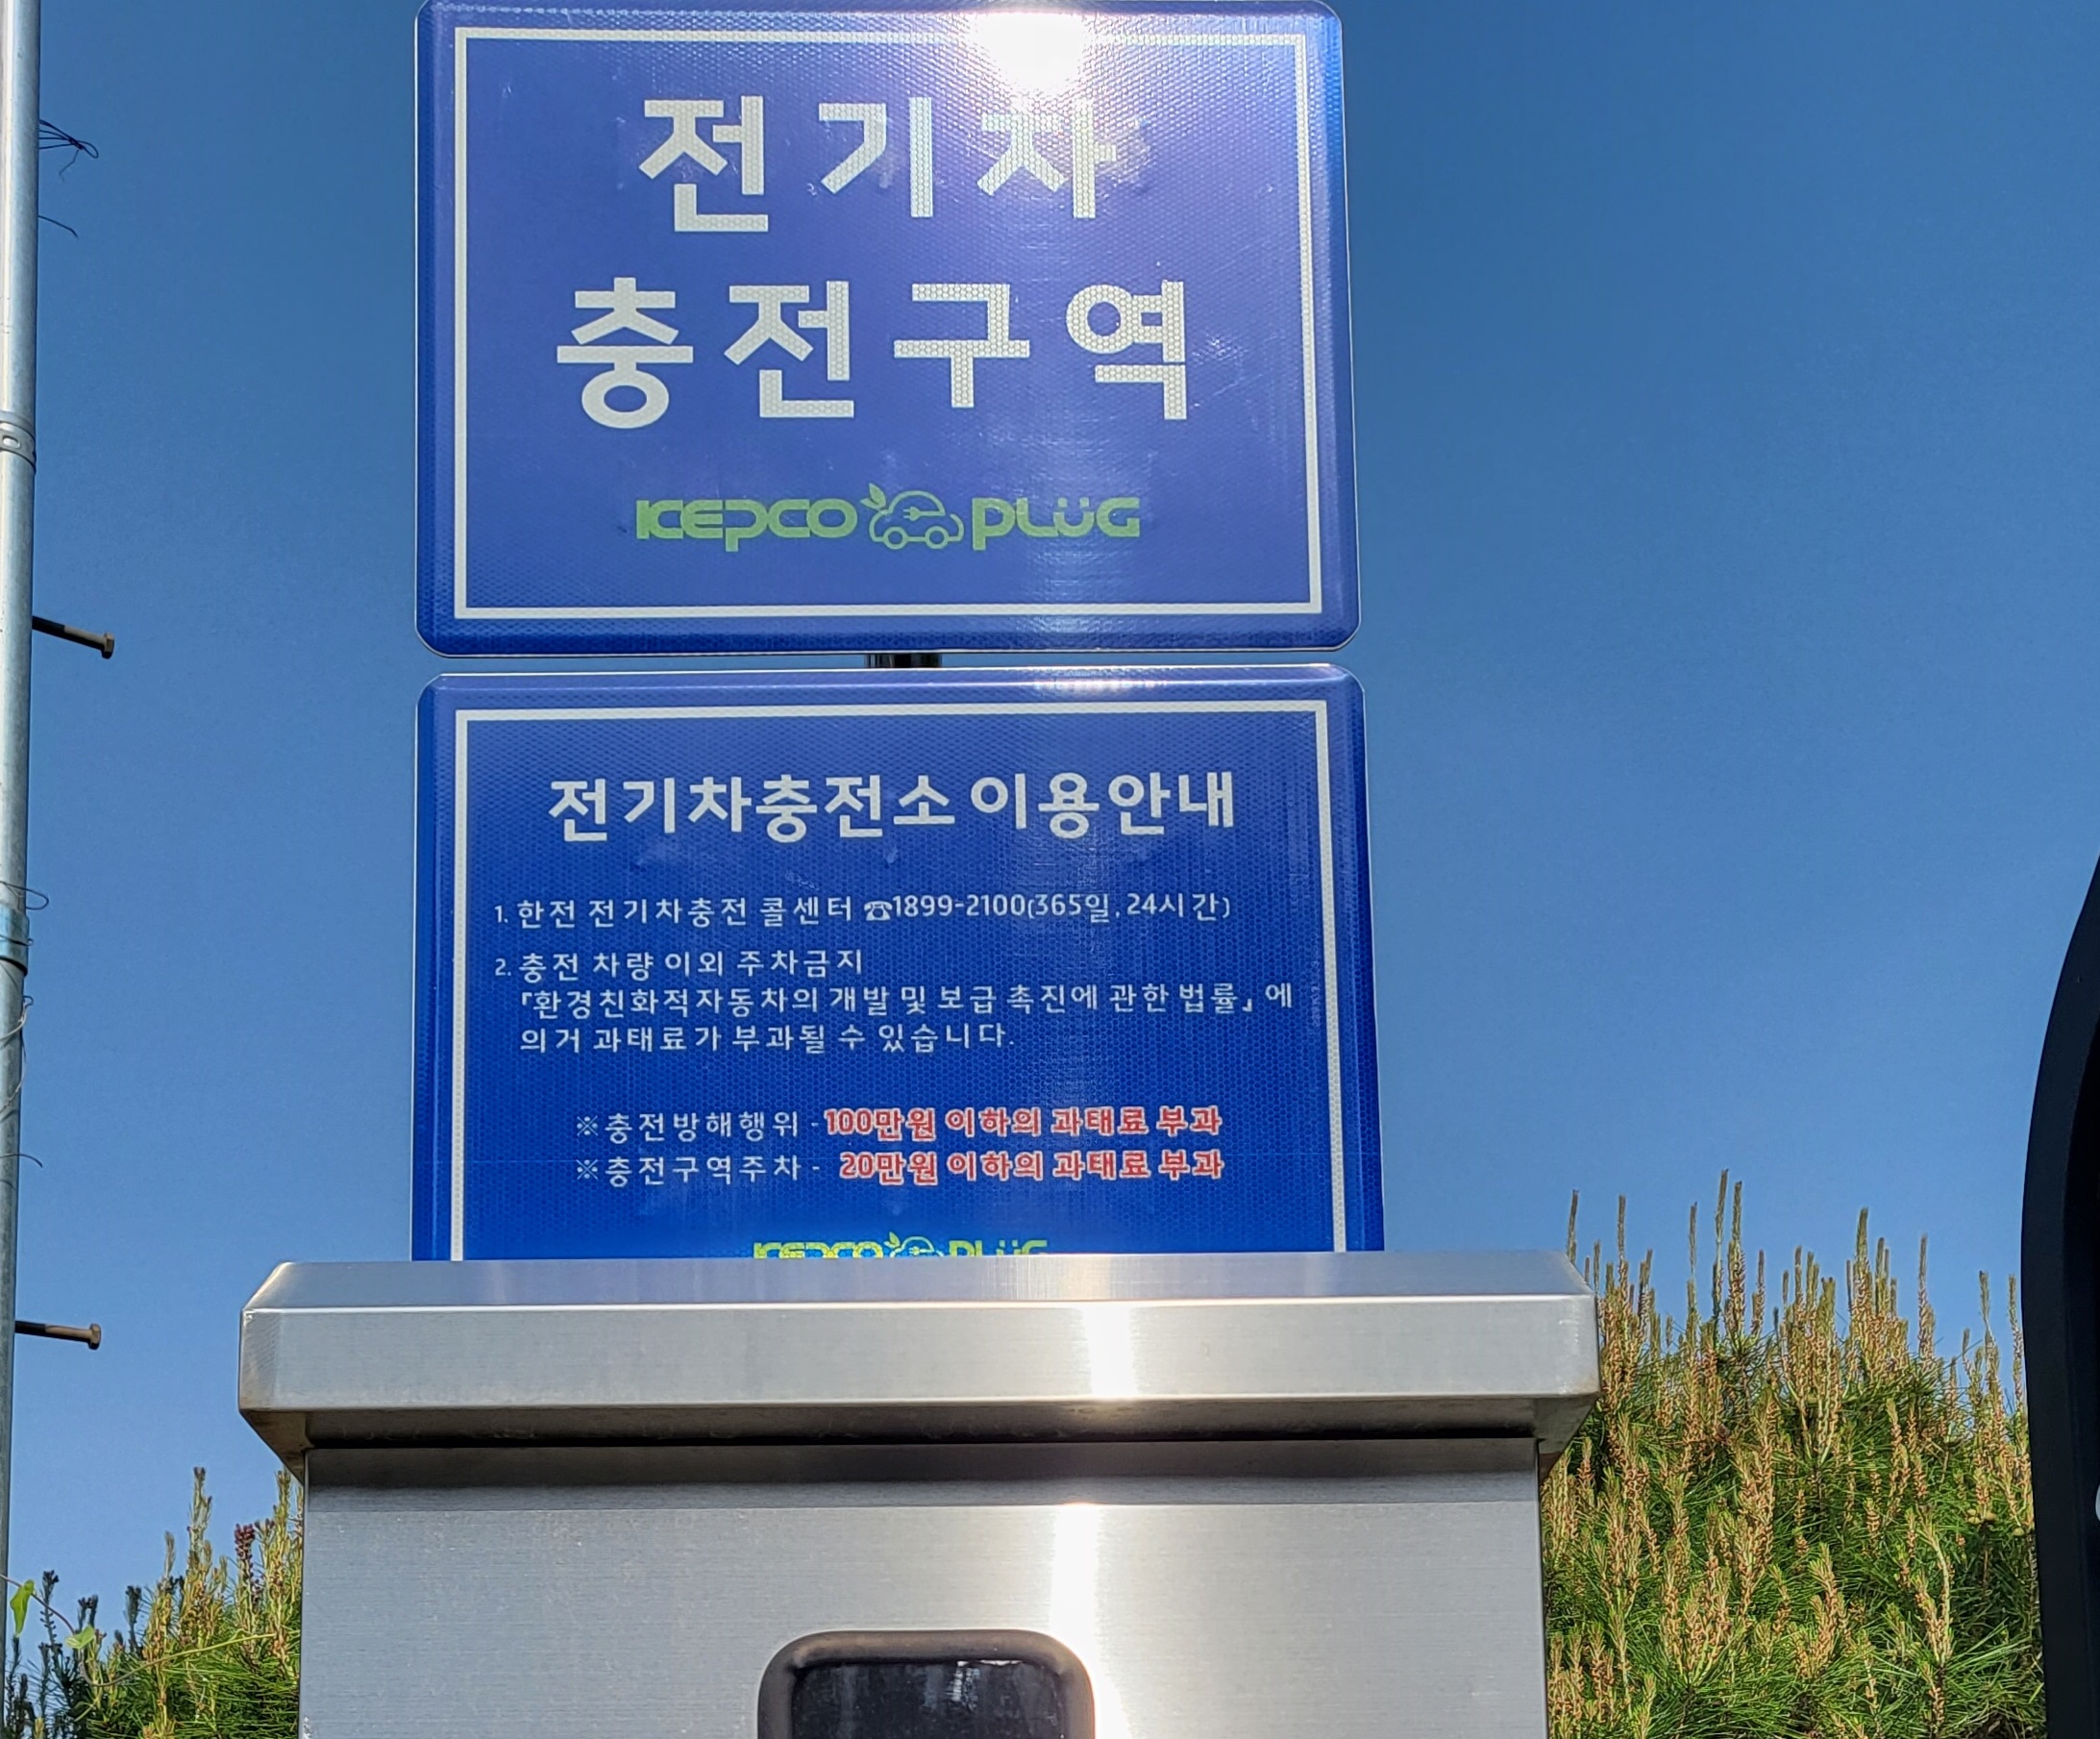 전기차
충전구역
KEPCO PLUG
전기차충전소 이용안내
1. 한전 전기차충전 콜센터 ☎1899-2100(365일, 24시간)
2. 충전 차량 이외 주차금지
『환경친화적자동차의 개발 및 보급 촉진에 관한 법률』 에
의거 과태료가 부과될 수 있습니다.
※충전방해행위 - 100만원 이하의 과태료 부과
※충전구역주차 - 20만원 이하의 과태료 부과
KEPCO PLUG